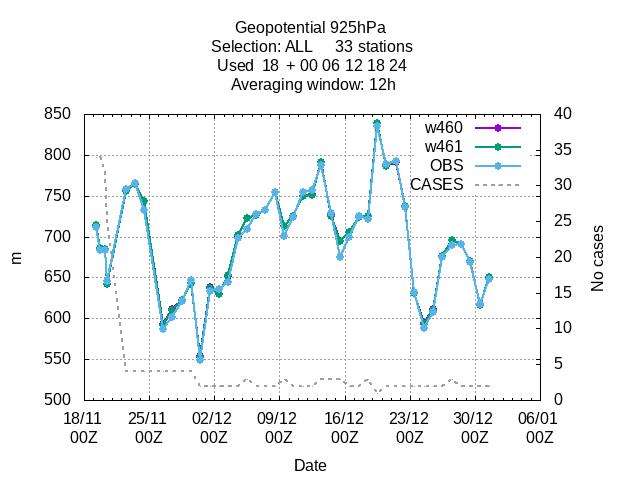 Geopotential 925hPa
Selection: ALL 33 stations
Used 18 + 00 06 12 18 24
Averaging window: 12h
850 40
w460
w461
OBS
CASES
800 35
750 30
700 25
650 20
600 15
550 10
500 5
0
m
No cases
18/11 25/11 02/12 09/12 16/12 23/12 30/12 06/01
00Z 00Z 00Z 00Z 00Z 00Z 00Z 00Z
Date